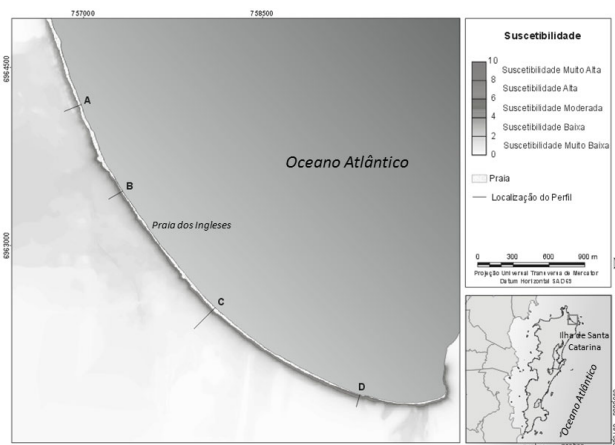 757000
758500
6964500
6963000
A
B
C
D
Oceano Atlântico
Praia dos Ingleses
Suscetibilidade
10
8
6
4
2
0
Suscetibilidade Muito Alta
Suscetibilidade Alta
Suscetibilidade Moderada
Suscetibilidade Baixa
Suscetibilidade Muito Baixa
Praia
Localização do Perfil
0 300 600 900 m
Projeção Universal Transversa de Mercator
Datum Horizontal SAD69
Ilha de Santa
Catarina
Oceano Atlântico